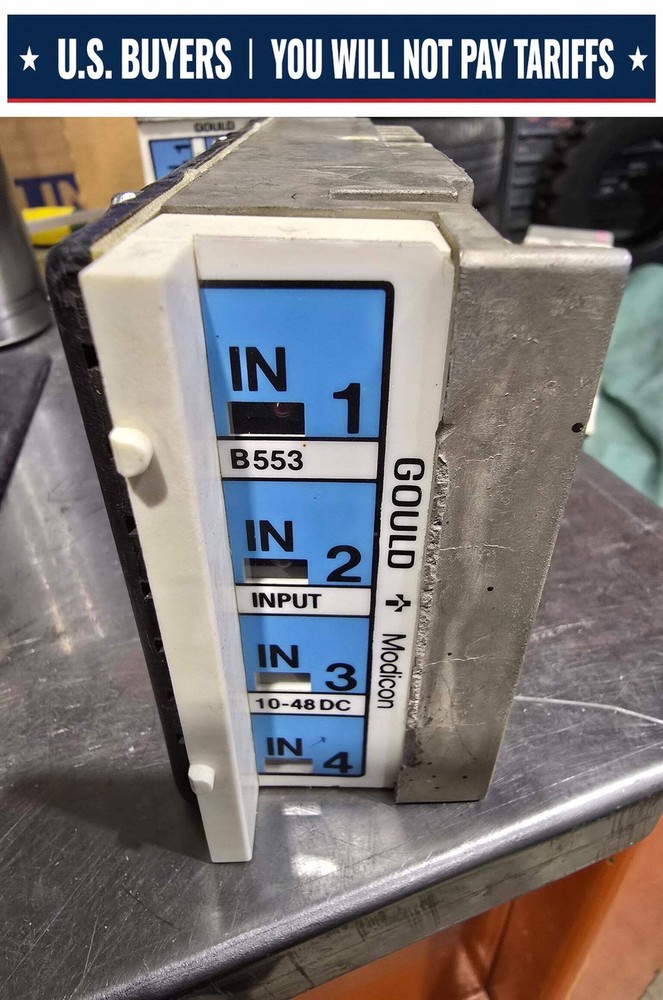 ★ U.S. BUYERS | YOU WILL NOT PAY TARIFFS ★
GOULD
IN 1
B553
IN 2
INPUT
IN 3
10-48 DC
IN 4
GOULD Modicon